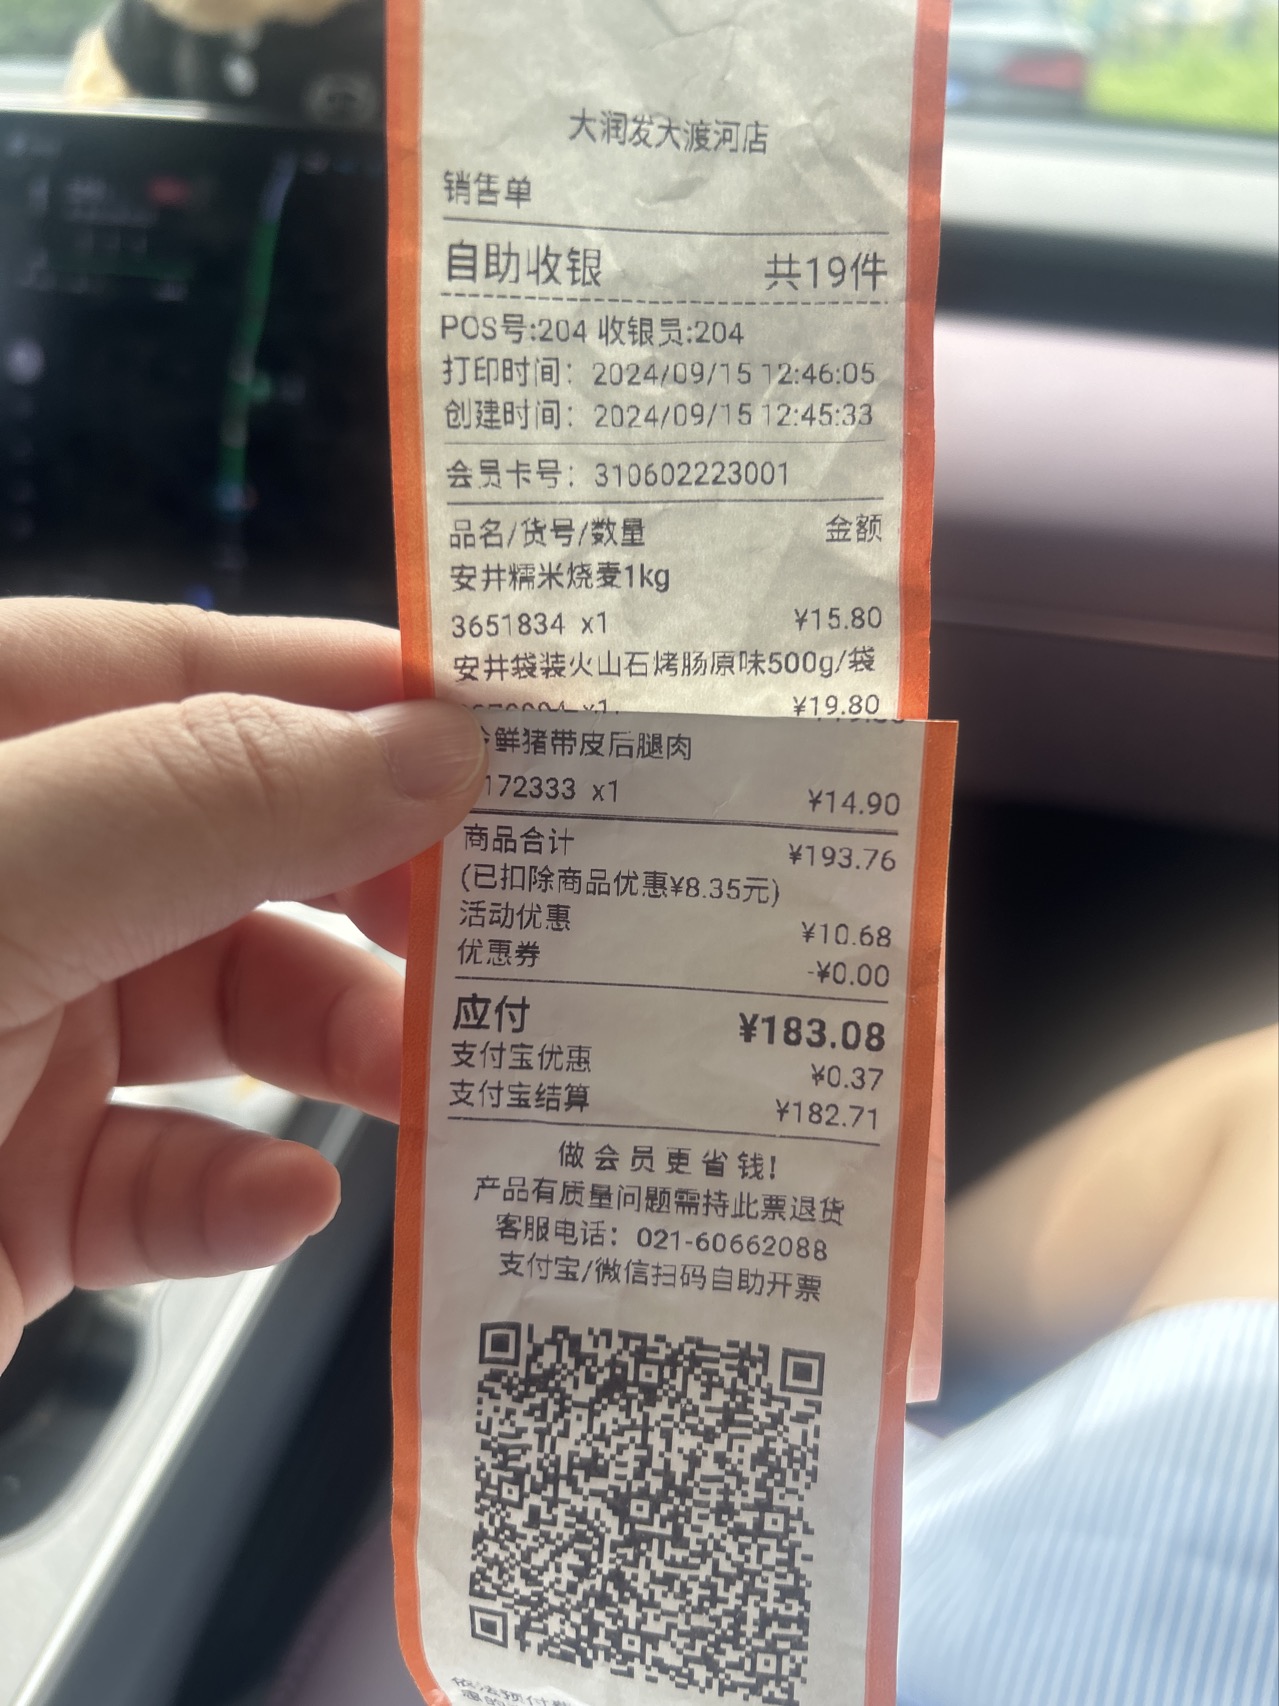 大润发大渡河店
销售单
自助收银 共19件
POS号:204 收银员:204
打印时间: 2024/09/15 12:46:05
创建时间: 2024/09/15 12:45:33
会员卡号: 310602223001
品名/货号/数量 金额
安井糯米烧麦1kg
3651834 x1 ¥15.80
安井袋装火山石烤肠原味500g/袋
x1 ¥19.80
鲜猪带皮后腿肉
172333 x1 ¥14.90
商品合计 ¥193.76
(已扣除商品优惠¥8.35元)
活动优惠 ¥10.68
优惠券 -¥0.00
应付 ¥183.08
支付宝优惠 ¥0.37
支付宝结算 ¥182.71
做会员更省钱!
产品有质量问题需持此票退货
客服电话: 021-60662088
支付宝/微信扫码自助开票